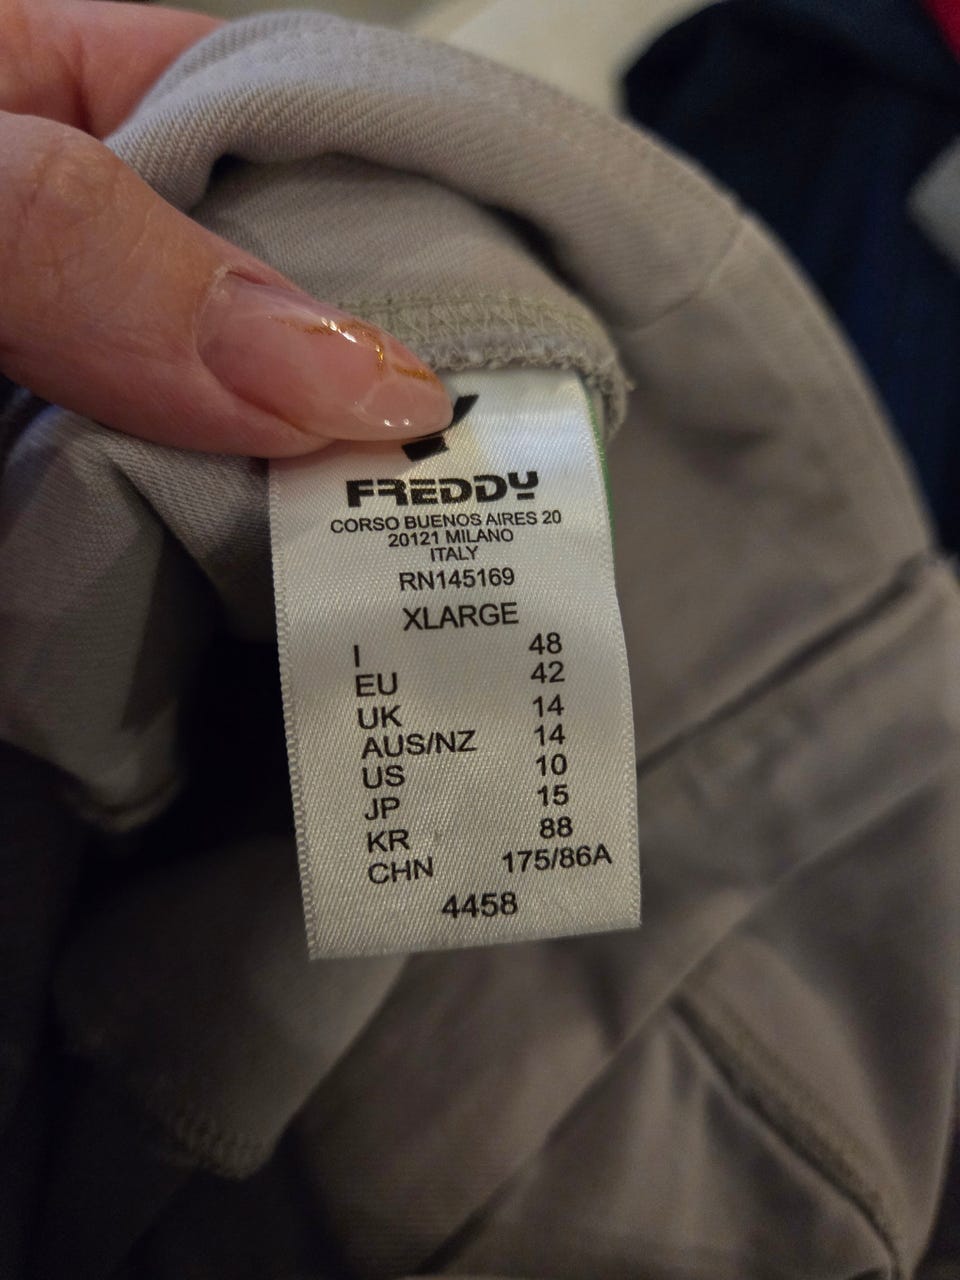 FREDDY
CORSO BUENOS AIRES 20
20121 MILANO
ITALY
RN145169
XLARGE
I 48
EU 42
UK 14
AUS/NZ 14
US 10
JP 15
KR 88
CHN 175/86A
4458